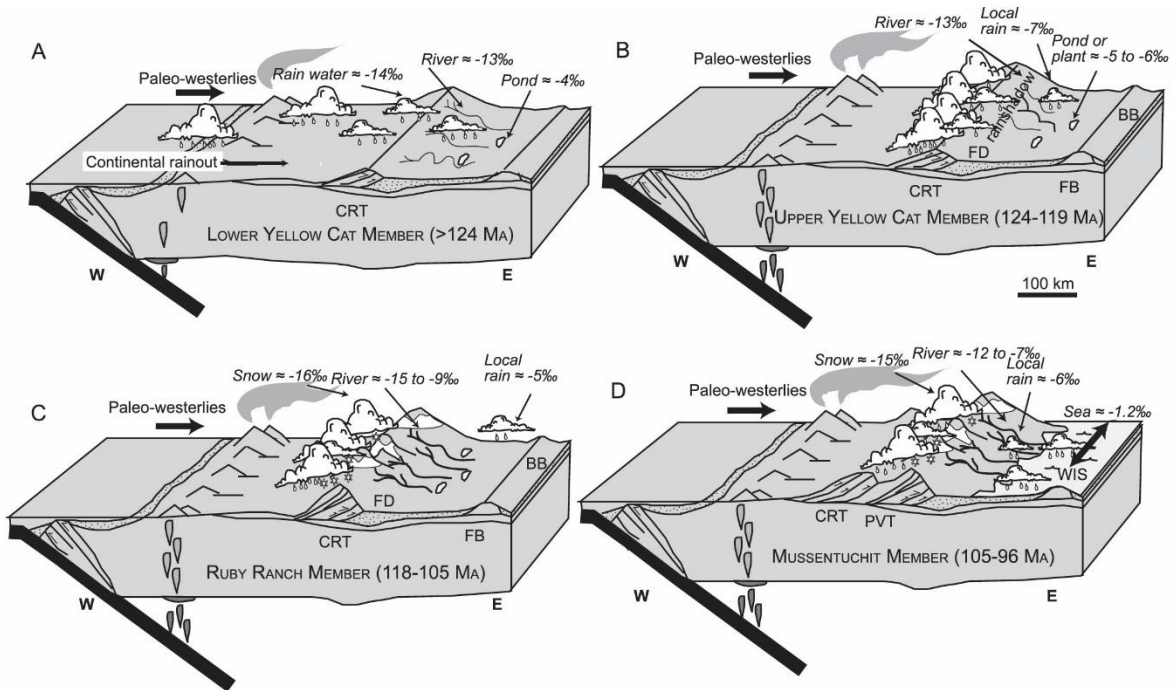 A
Paleo-westerlies
Rain water ≈ -14‰
River ≈ -13‰
Pond ≈ -4‰
Continental rainout
CRT
LOWER YELLOW CAT MEMBER (>124 MA)
W
E
B
Paleo-westerlies
River ≈ -13‰
Local
rain ≈ -7‰
Pond or
plant ≈ -5 to -6‰
rainshadow
BB
FD
FB
CRT
UPPER YELLOW CAT MEMBER (124-119 MA)
W
E
100 km
C
Paleo-westerlies
Snow ≈ -16‰
River ≈ -15 to -9‰
Local
rain ≈ -5‰
BB
FD
FB
CRT
RUBY RANCH MEMBER (118-105 MA)
W
E
D
Paleo-westerlies
Snow ≈ -15‰
River ≈ -12 to -7‰
Local
rain ≈ -6‰
Sea ≈ -1.2‰
WIS
CRT
PVT
MUSSENTUCHIT MEMBER (105-96 MA)
W
E